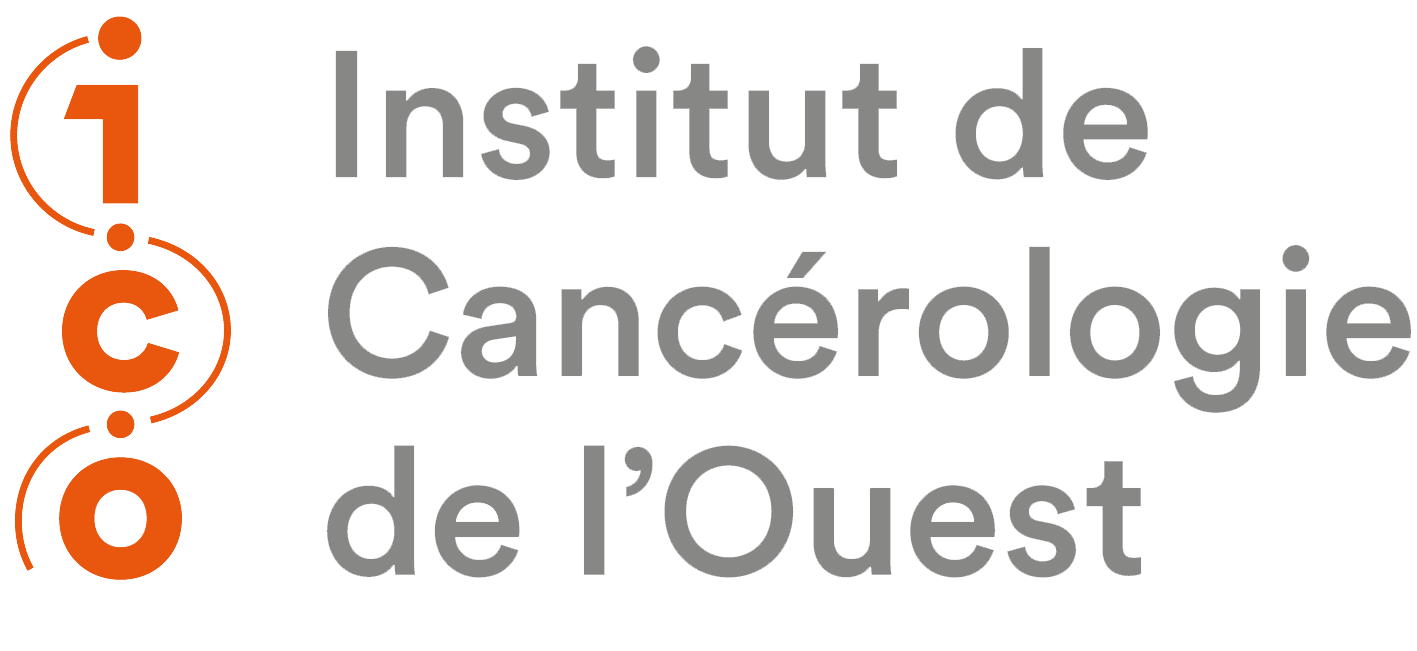 ico
Institut de
Cancérologie
de l’Ouest